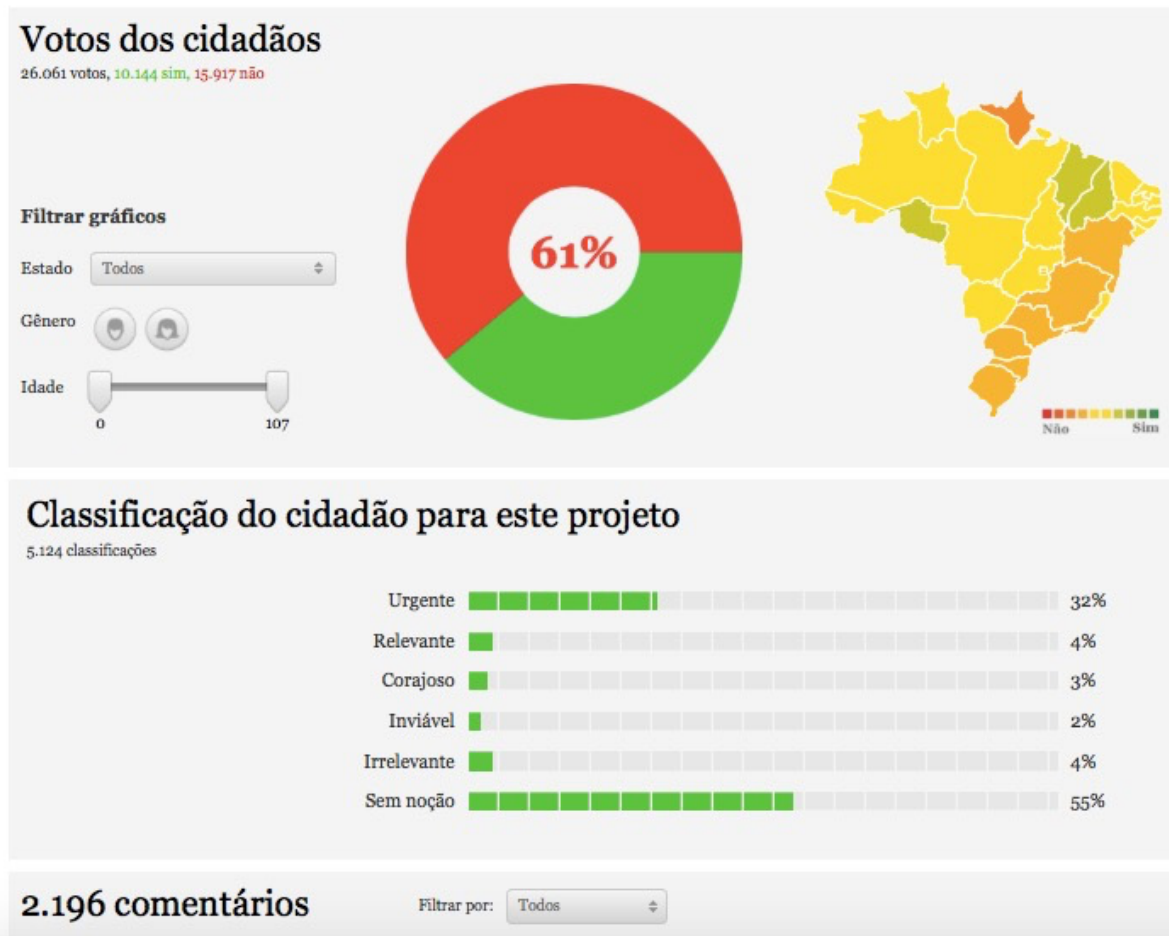 Votos dos cidadãos
26.061 votos, 10.144 sim, 15.917 não
61%
Filtrar gráficos
Estado Todos
Gênero
Idade
0 107
Não Sim
Classificação do cidadão para este projeto
5.124 classificações
Urgente 32%
Relevante 4%
Corajoso 3%
Inviável 2%
Irrelevante 4%
Sem noção 55%
2.196 comentários Filtrar por: Todos